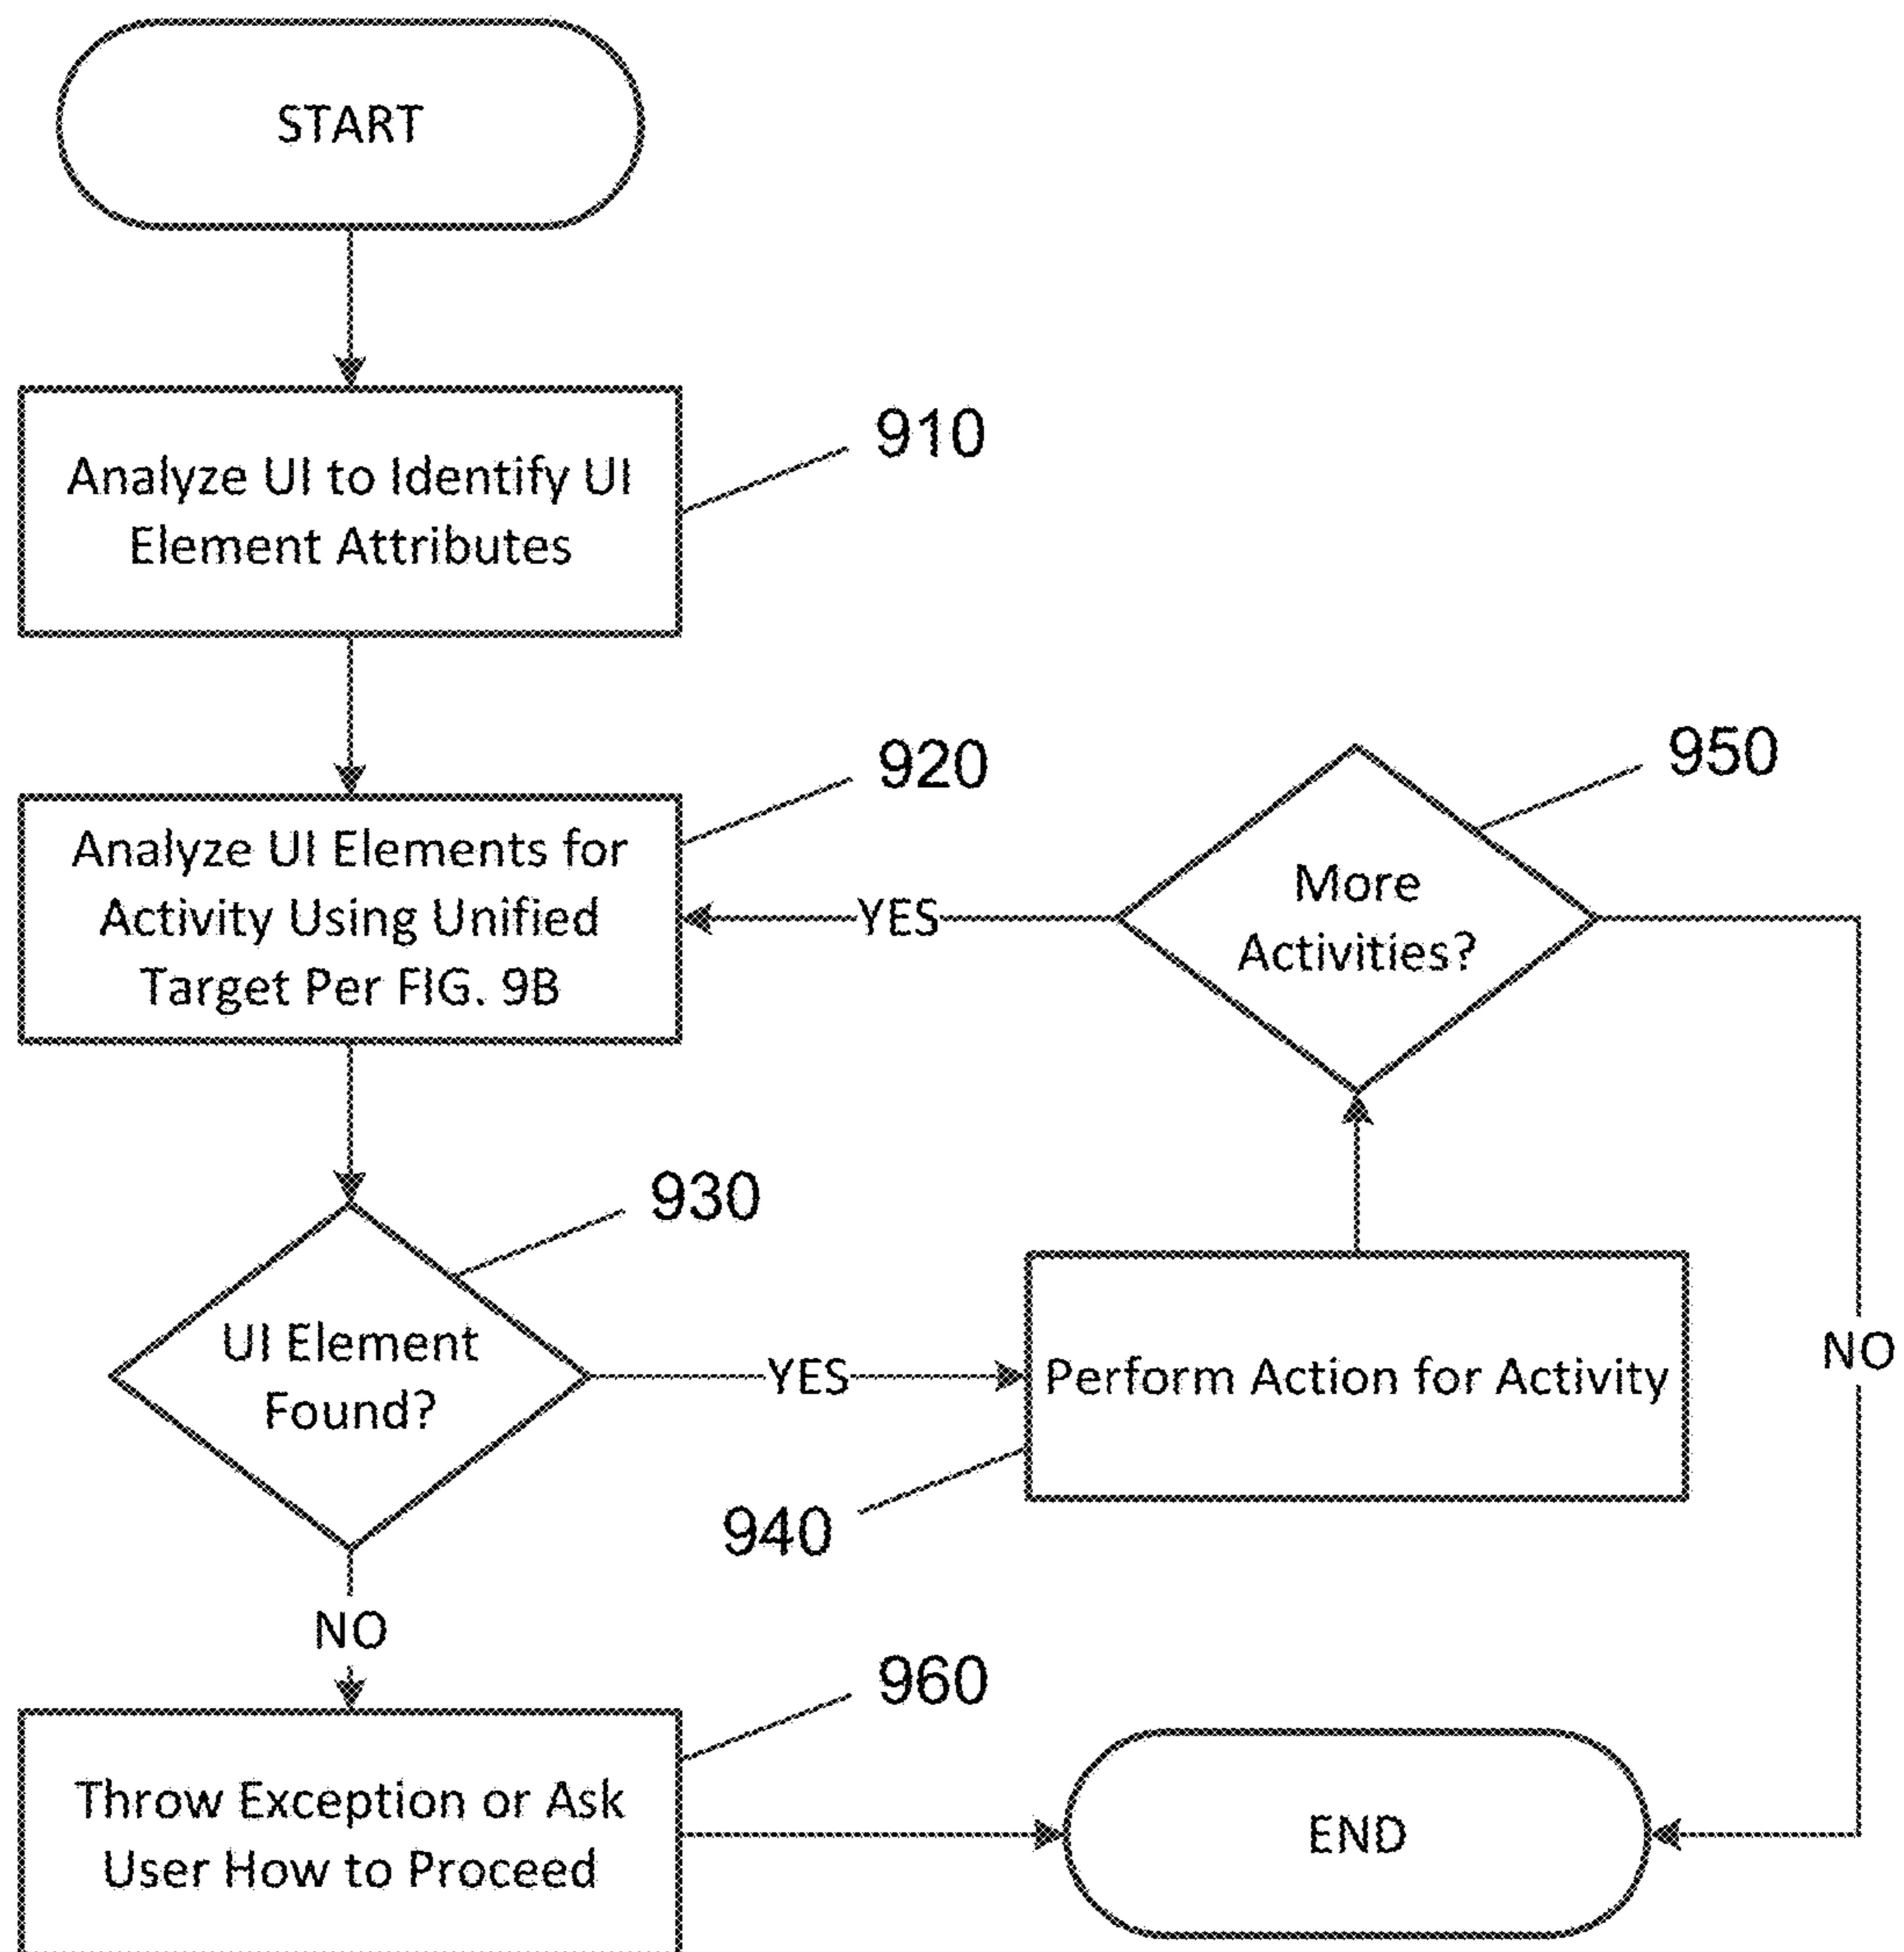 START
Analyze UI to Identify UI
Element Attributes
910
Analyze UI Elements for
Activity Using Unified
Target Per FIG. 9B
920
YES
More
Activities?
950
UI Element
Found?
930
YES
Perform Action for Activity
940
NO
NO
Throw Exception or Ask
User How to Proceed
960
END